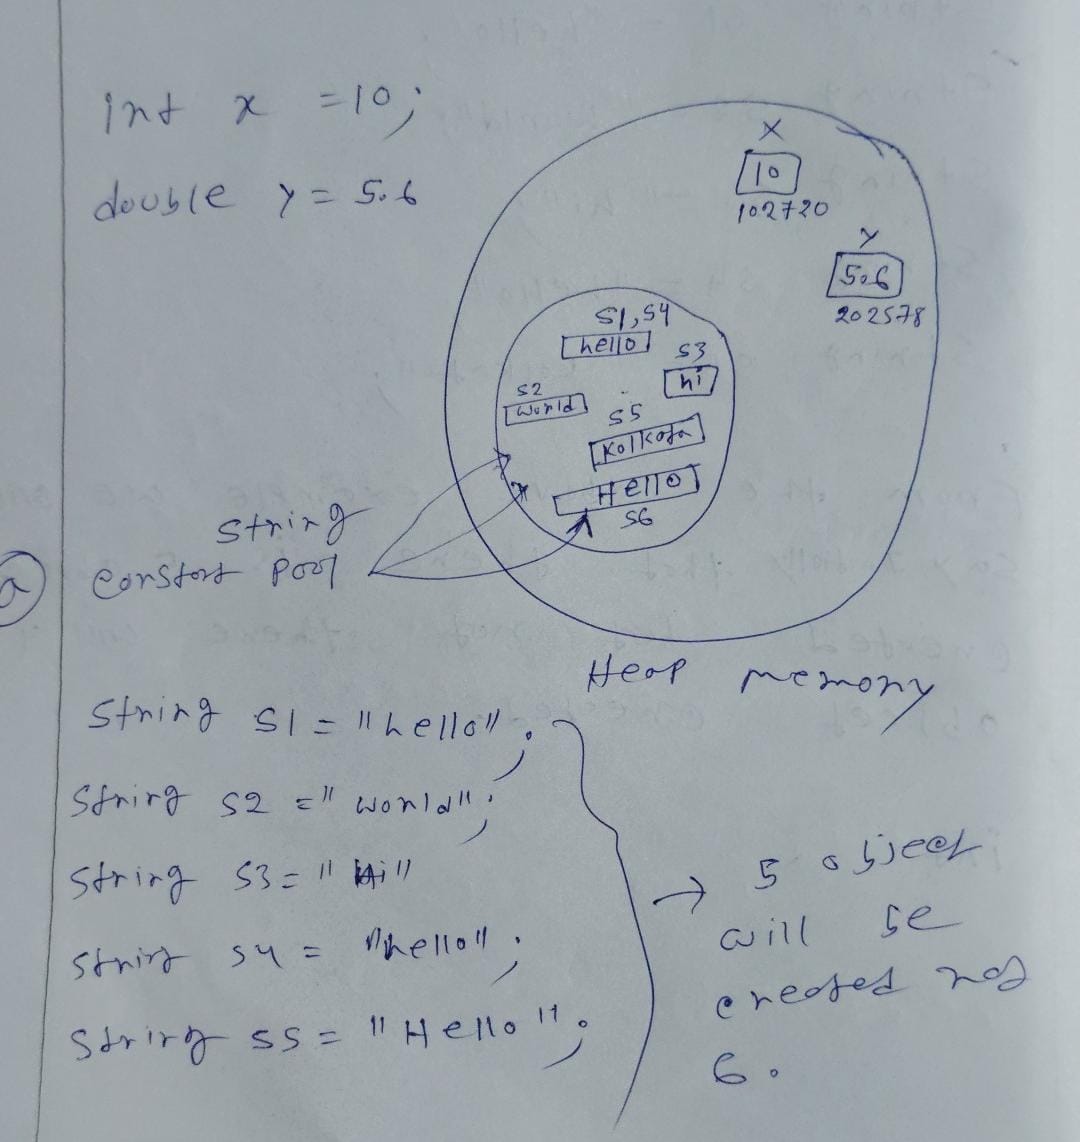 int x = 10;
double y = 5.6
X
10
102720
Y
5.6
202578
S1, S4
hello
S3
hi
S2
World
S5
Kolkata
Hello
S6
String
constant pool
a
Heap memory
String S1 = "hello";
String S2 = "World";
String S3 = "Hi"
String S4 = "hello";
String S5 = "Hello";
→ 5 object
will be
created not
6.